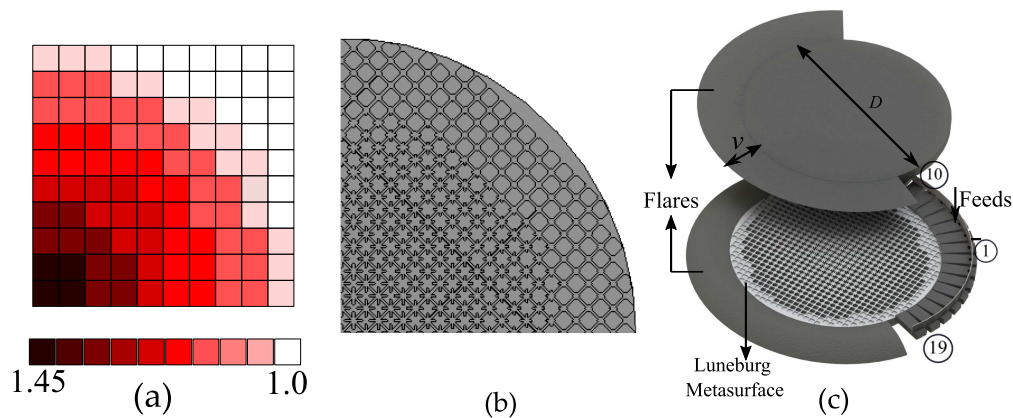 1.45
1.0
(a)
(b)
D
v
10
Flares
Feeds
1
19
Luneburg
Metasurface
(c)